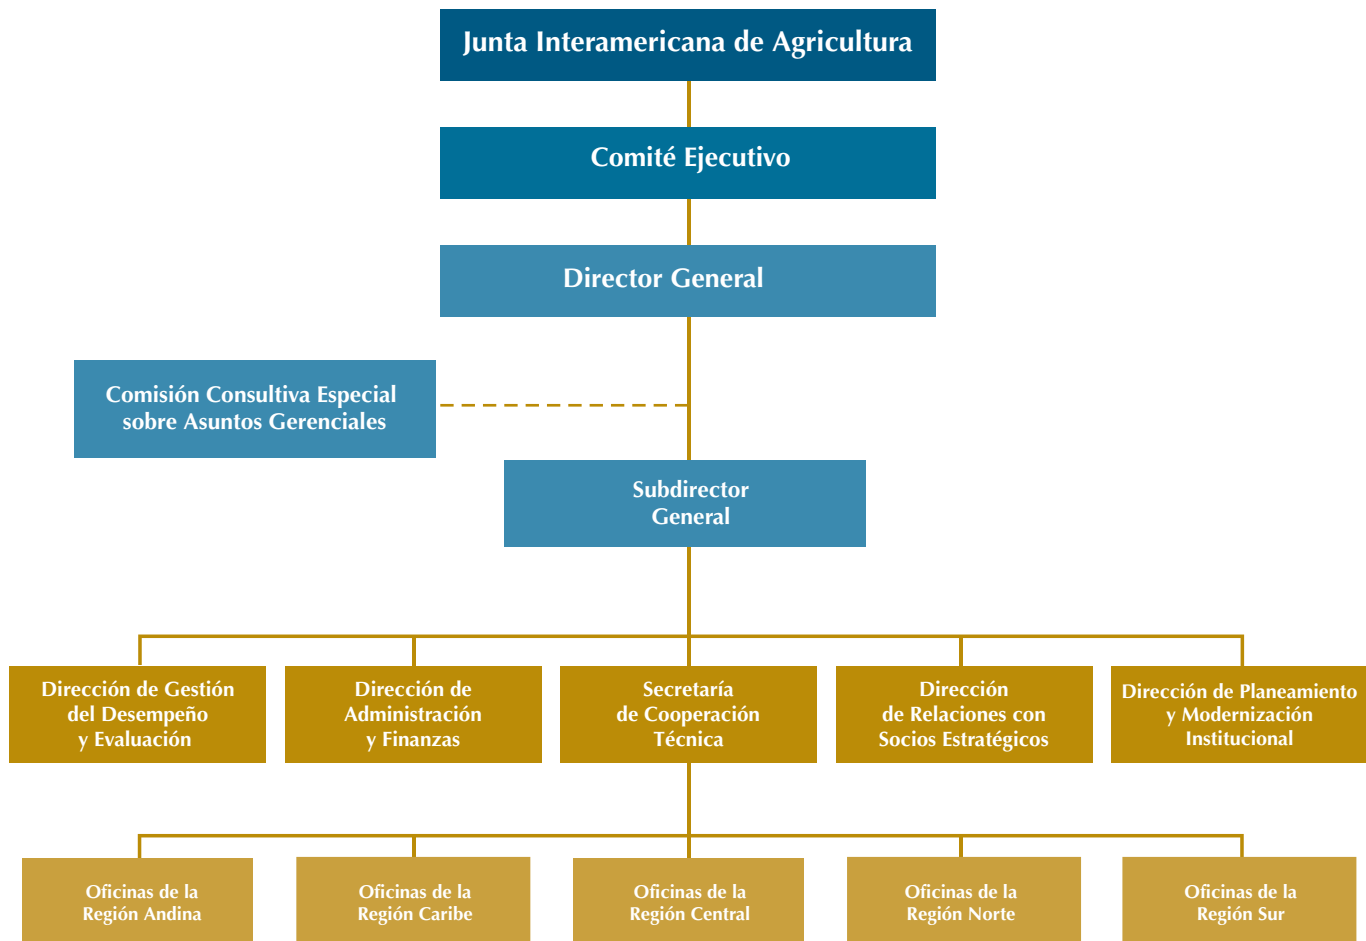 Junta Interamericana de Agricultura
Comité Ejecutivo
Director General
Comisión Consultiva Especial
sobre Asuntos Gerenciales
Subdirector
General
Dirección de Gestión
del Desempeño
y Evaluación
Dirección de
Administración
y Finanzas
Secretaría
de Cooperación
Técnica
Dirección
de Relaciones con
Socios Estratégicos
Dirección de Planeamiento
y Modernización
Institucional
Oficinas de la
Región Andina
Oficinas de la
Región Caribe
Oficinas de la
Región Central
Oficinas de la
Región Norte
Oficinas de la
Región Sur